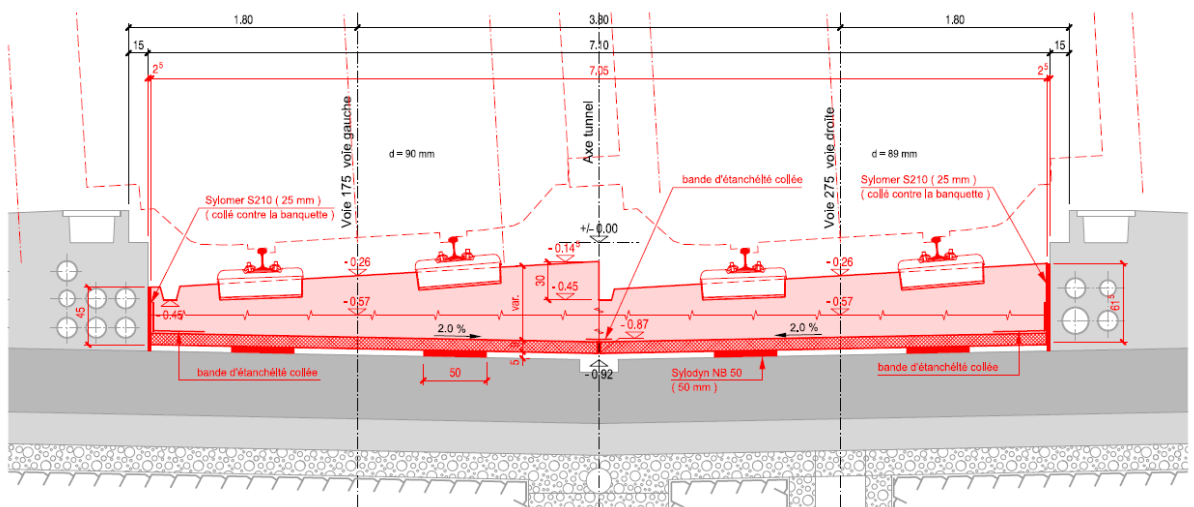 1.80
3.80
1.80
15
7.10
15
2⁵
7.05
2⁵
Voie 175 voie gauche
Axe tunnel
Voie 275 voie droite
d = 90 mm
d = 89 mm
bande d'étanchélté collée
Sylomer S210 ( 25 mm )
( collé contre la banquette )
Sylomer S210 ( 25 mm )
( collé contre la banquette )
+/- 0.00
- 0.14⁵
- 0.26
- 0.26
30
- 0.45
- 0.45
45
var.
61⁵
- 0.57
- 0.57
- 0.87
2.0 %
2.0 %
5
- 0.92
50
bande d'étanchélté collée
Sylodyn NB 50
( 50 mm )
bande d'étanchélté collée